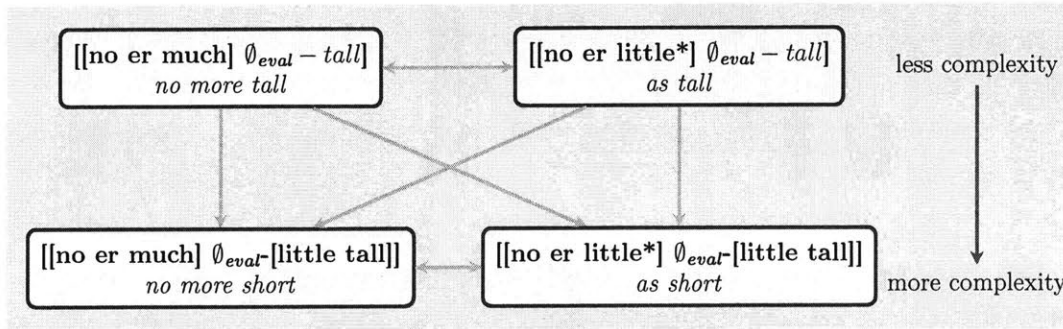 [[no er much] ∅eval – tall]
no more tall
[[no er little*] ∅eval – tall]
as tall
less complexity
[[no er much] ∅eval-[little tall]]
no more short
[[no er little*] ∅eval-[little tall]]
as short
more complexity